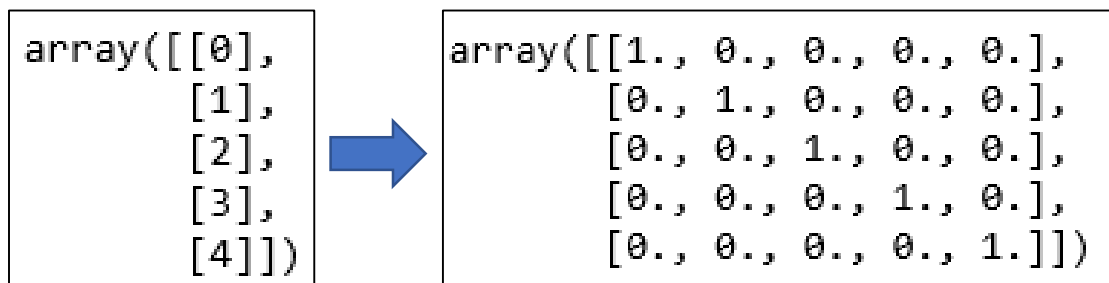 array([[0],
[1],
[2],
[3],
[4]])
array([[1., 0., 0., 0., 0.],
[0., 1., 0., 0., 0.],
[0., 0., 1., 0., 0.],
[0., 0., 0., 1., 0.],
[0., 0., 0., 0., 1.]])